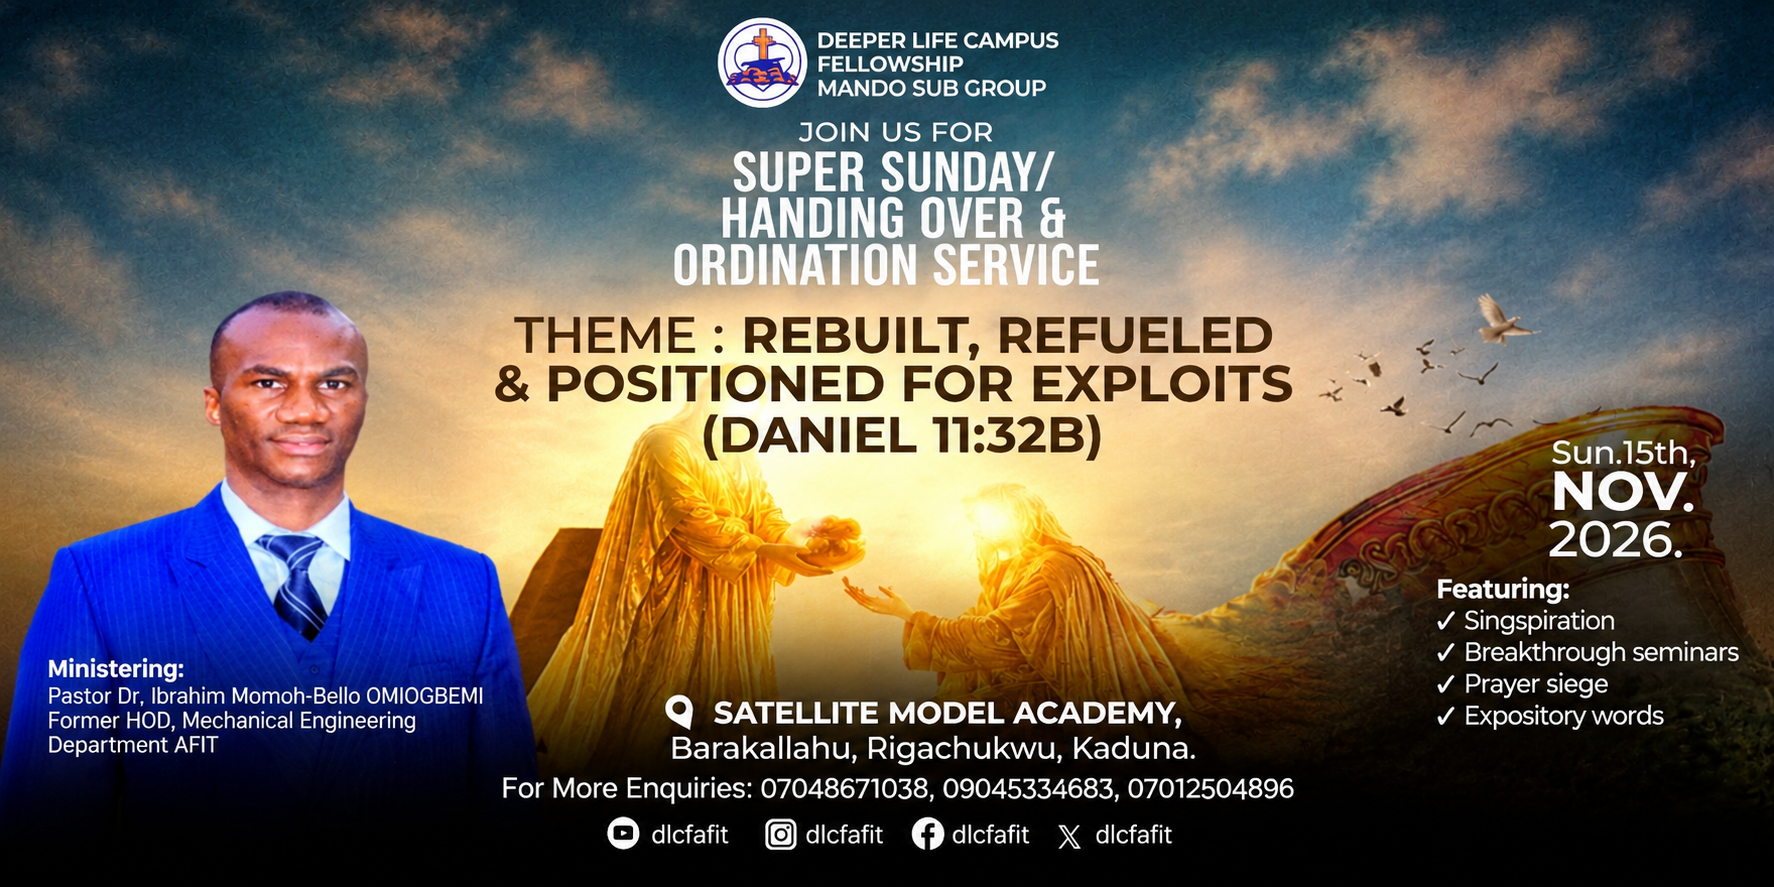 DEEPER LIFE CAMPUS
FELLOWSHIP
MANDO SUB GROUP
JOIN US FOR
SUPER SUNDAY/
HANDING OVER &
ORDINATION SERVICE
THEME : REBUILT, REFUELED
& POSITIONED FOR EXPLOITS
(DANIEL 11:32B)
Sun.15th,
NOV.
2026.
Featuring:
✓ Singspiration
✓ Breakthrough seminars
✓ Prayer siege
✓ Expository words
Ministering:
Pastor Dr, Ibrahim Momoh-Bello OMIOGBEMI
Former HOD, Mechanical Engineering
Department AFIT
SATELLITE MODEL ACADEMY,
Barakallahu, Rigachukwu, Kaduna.
For More Enquiries: 07048671038, 09045334683, 07012504896
dlcfafit dlcfafit dlcfafit dlcfafit